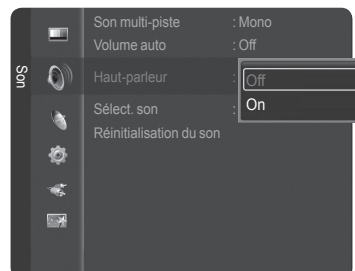 Son
Son multi-piste : Mono
Volume auto : Off
Haut-parleur : Off
On
Sélect. son :
Réinitialisation du son